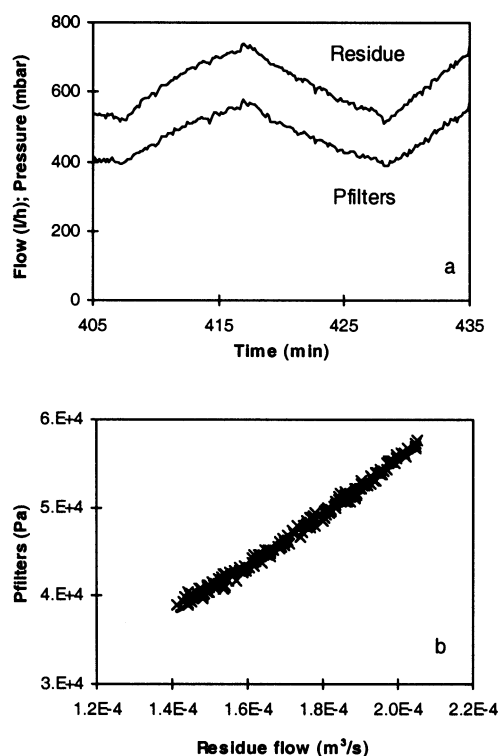 800
600
400
200
0
Flow (l/h); Pressure (mbar)
Residue
Pfilters
a
405
415
425
435
Time (min)
6.E+4
5.E+4
4.E+4
3.E+4
Pfilters (Pa)
b
1.2E-4
1.4E-4
1.6E-4
1.8E-4
2.0E-4
2.2E-4
Residue flow (m³/s)